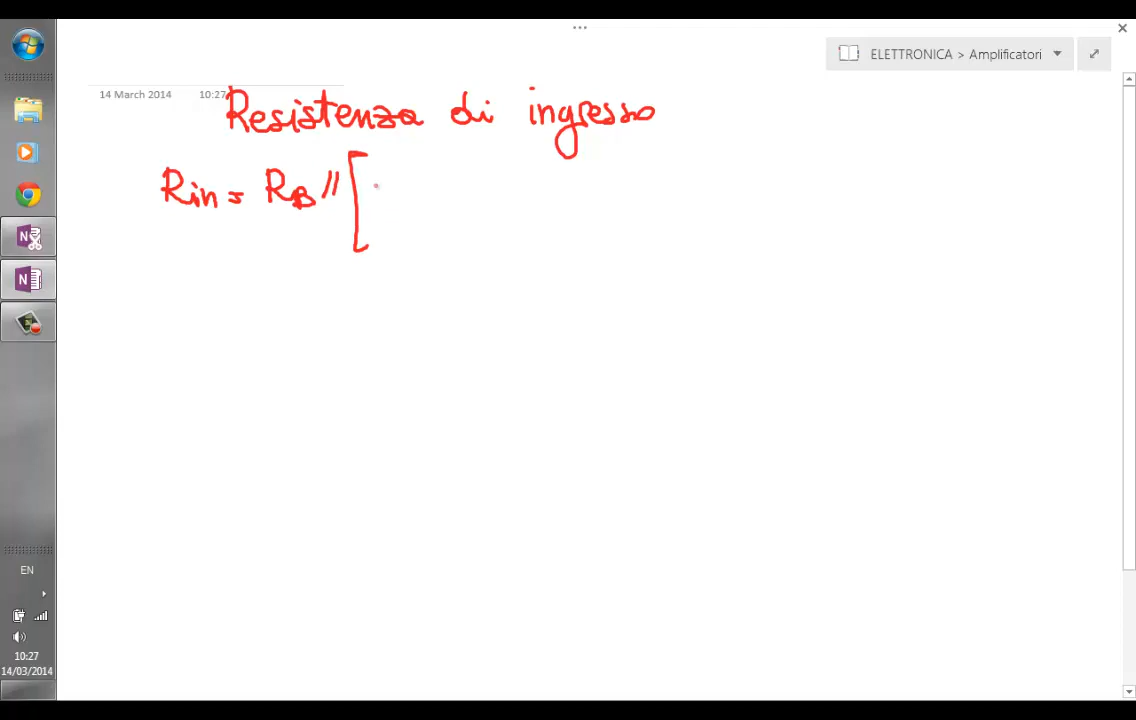 ELETTRONICA > Amplificatori
14 March 2014 10:27
Resistenza di ingresso
Rin = RB // [
EN
10:27
14/03/2014